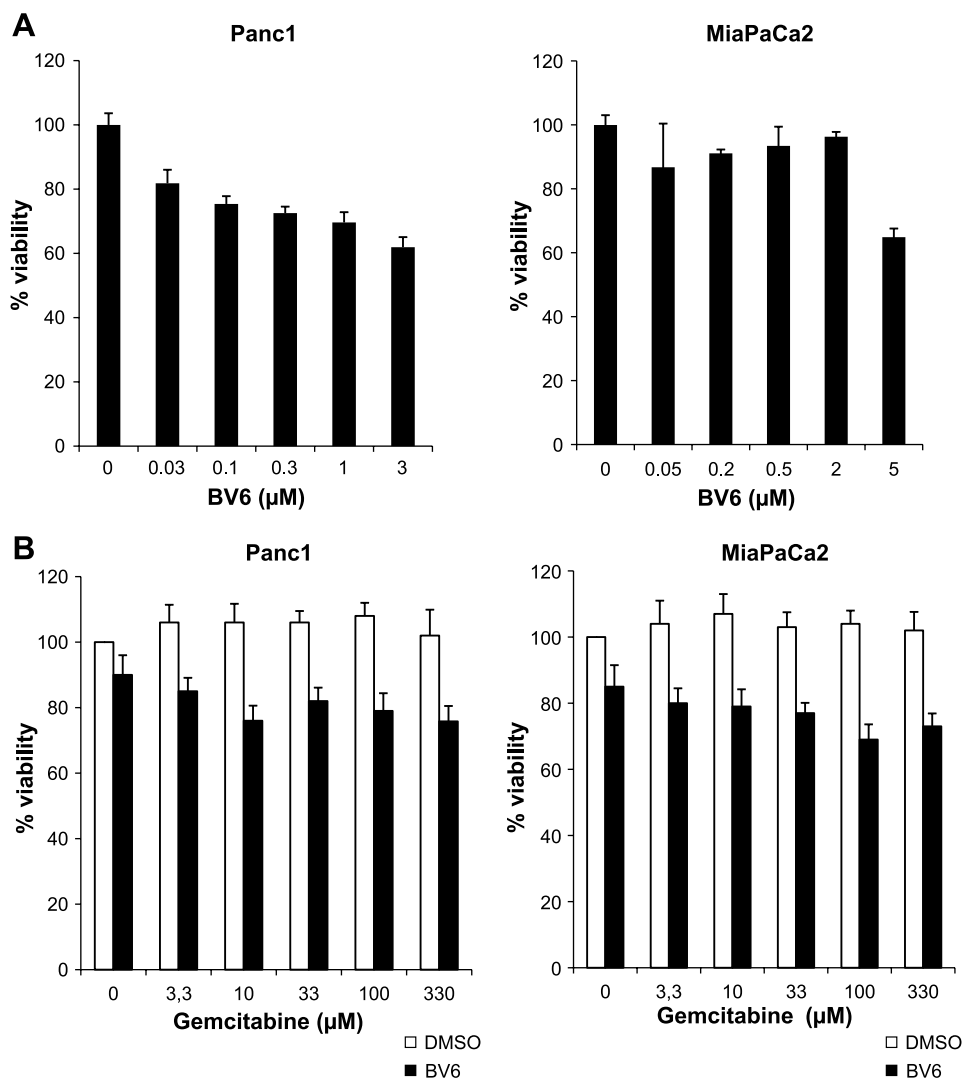 A
Panc1
MiaPaCa2
120
100
80
60
40
20
0
% viability
0 0.03 0.1 0.3 1 3
BV6 (µM)
120
100
80
60
40
20
0
% viability
0 0.05 0.2 0.5 2 5
BV6 (µM)
B
Panc1
MiaPaCa2
120
100
80
60
40
20
0
% viability
0 3,3 10 33 100 330
Gemcitabine (µM)
DMSO
BV6
120
100
80
60
40
20
0
% viability
0 3,3 10 33 100 330
Gemcitabine (µM)
DMSO
BV6